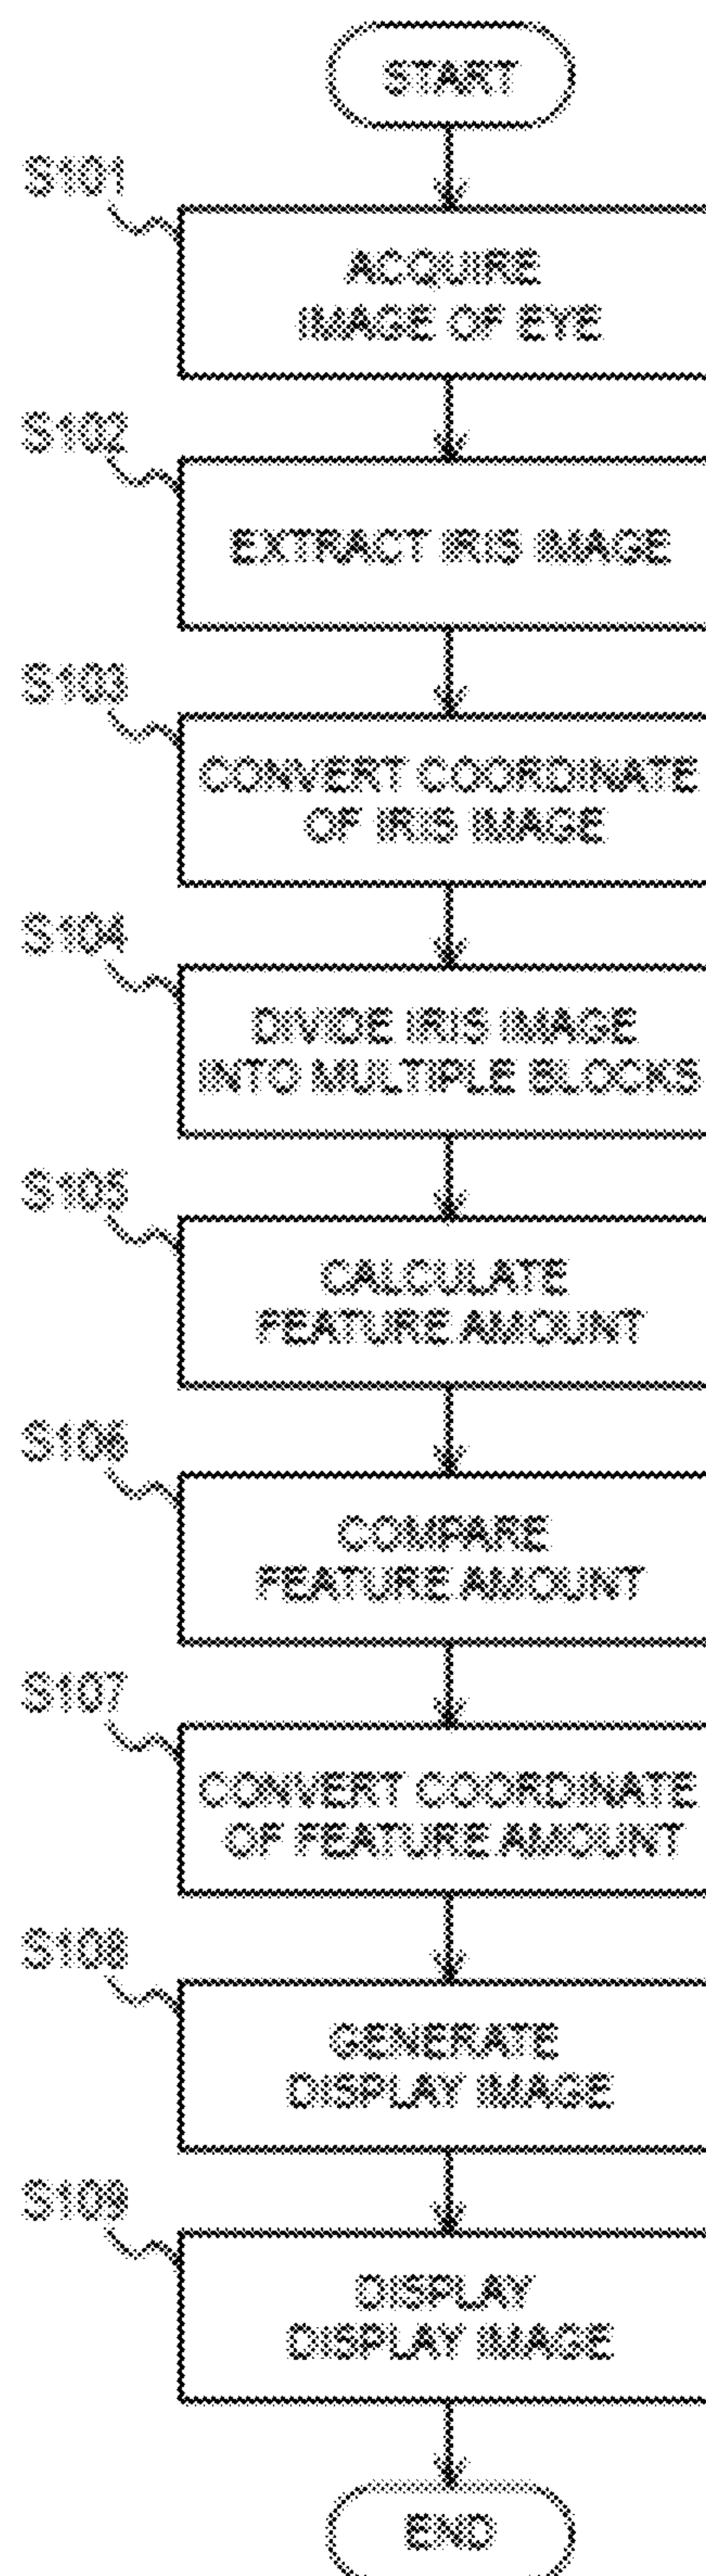 START
S101
ACQUIRE
IMAGE OF EYE
S102
EXTRACT IRIS IMAGE
S103
CONVERT COORDINATE
OF IRIS IMAGE
S104
DIVIDE IRIS IMAGE
INTO MULTIPLE BLOCKS
S105
CALCULATE
FEATURE AMOUNT
S106
COMPARE
FEATURE AMOUNT
S107
CONVERT COORDINATE
OF FEATURE AMOUNT
S108
GENERATE
DISPLAY IMAGE
S109
DISPLAY
DISPLAY IMAGE
END